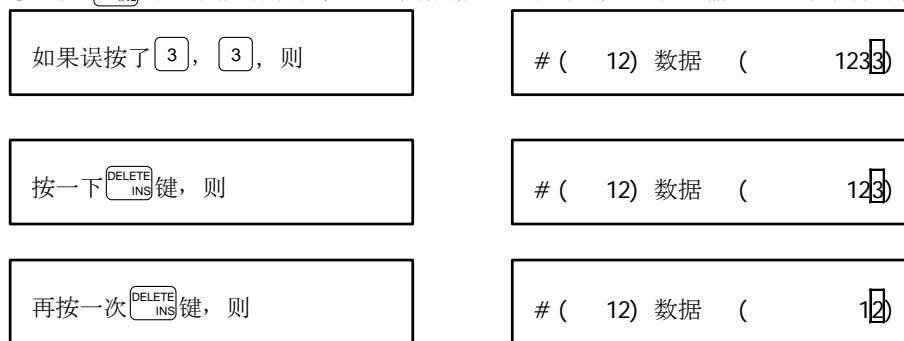 如果误按了 3 ， 3 ，则
# ( 12) 数据 ( 1233)
按一下 DELETE INS 键，则
# ( 12) 数据 ( 123)
再按一次 DELETE INS 键，则
# ( 12) 数据 ( 12)